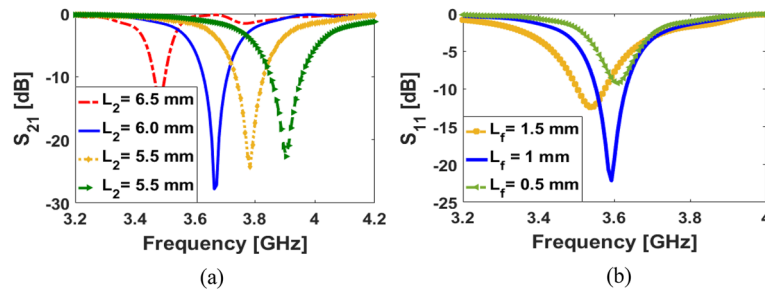 0
-10
-20
-30
S21 [dB]
L2= 6.5 mm
L2= 6.0 mm
L2= 5.5 mm
L2= 5.5 mm
3.2 3.4 3.6 3.8 4 4.2
Frequency [GHz]
(a)
0
-5
-10
-15
-20
-25
S11 [dB]
Lf= 1.5 mm
Lf= 1 mm
Lf= 0.5 mm
3.2 3.4 3.6 3.8 4
Frequency [GHz]
(b)